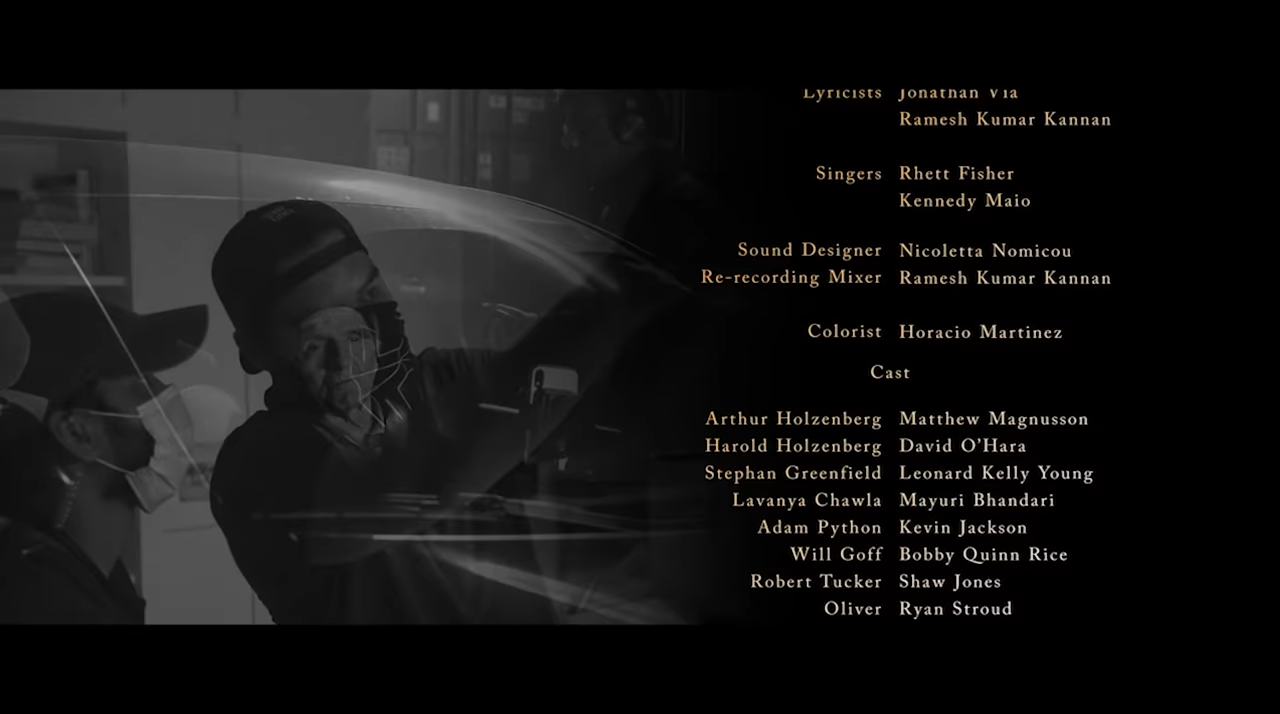 Lyricists Jonathan Via
Ramesh Kumar Kannan
Singers Rhett Fisher
Kennedy Maio
Sound Designer Nicoletta Nomicou
Re-recording Mixer Ramesh Kumar Kannan
Colorist Horacio Martinez
Cast
Arthur Holzenberg Matthew Magnusson
Harold Holzenberg David O'Hara
Stephan Greenfield Leonard Kelly Young
Lavanya Chawla Mayuri Bhandari
Adam Python Kevin Jackson
Will Goff Bobby Quinn Rice
Robert Tucker Shaw Jones
Oliver Ryan Stroud